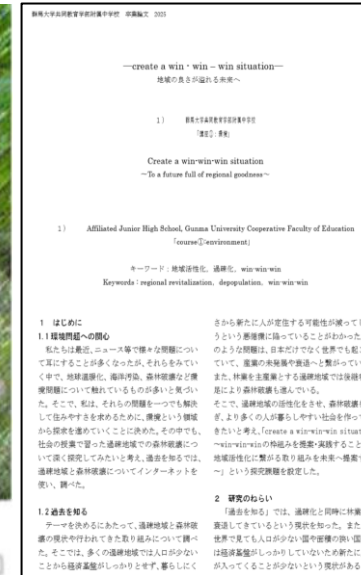 群馬大学共同教育学部附属中学校 卒業論文 2023
―create a win・win – win situation―
地域の良さが溢れる未来へ
1） 群馬大学共同教育学部附属中学校
「講座①：環境」
Create a win-win-win situation
～To a future full of regional goodness～
1） Affiliated Junior High School, Gunma University Cooperative Faculty of Education
「course①:environment」
キーワード：地域活性化、過疎化、win-win-win
Keywords：regional revitalization、depopulation、win-win-win
1 はじめに
1.1 環境問題への関心
私たちは最近、ニュース等で様々な問題につい
て耳にすることが多くなったが、それらをみてい
く中で、地球温暖化、海洋汚染、森林破壊など環
境問題について触れているものが多いと気づい
た。そこで、私は、それらの問題を一つでも解決
して住みやすさを求めるために、環境という領域
から探究を進めていくことに決めた。その中でも、
社会の授業で習った過疎地域での森林破壊につ
いて深く探究してみたいと考え、過去を知るでは、
過疎地域と森林破壊についてインターネットを
使い、調べた。
1.2 過去を知る
テーマを決めるにあたって、過疎地域と森林破
壊の現状や行われてきた取り組みについて調べ
た。そこでは、多くの過疎地域では人口が少ない
ことから経済基盤がしっかりとせず、暮らしにく
さから新たに人が定住する可能性が減ってし
うという悪循環に陥っていることがわかった
のような問題は、日本だけでなく世界でも起こ
ていて、産業の未発展や衰退へと繋がってい
また、林業を主産業とする過疎地域では後継
足により森林破壊も進んでいる。
そこで、過疎地域の活性化をさせ、森林破壊
ぎ、より多くの人が暮らしやすい社会を作って
きたいと考え、「create a win-win-win situat
～win-win-winの枠組みを提案・実践すること
地域活性化に繋がる取り組みを未来へ提案す
～」という探究課題を設定した。
2 研究のねらい
「過去を知る」では、過疎化と同時に林業
衰退してきているという現状を知った。また
世界で見ても人口が少ない国や面積の狭い国
は経済基盤がしっかりしていないため新たに
が入ってくることが少ないという現状がある